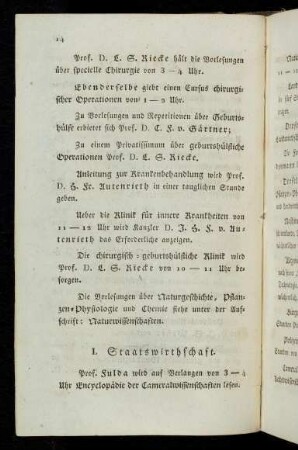 14
Prof. D. L. S. Riecke hält die Vorlesungen
über specielle Chirurgie von 3 — 4 Uhr.
Ebenderselbe giebt einen Cursus chirurgi-
scher Operationen von 1 — 2 Uhr.
Zu Vorlesungen und Repetitionen über Geburts-
hülfe erbietet sich Prof. D. C. F. v. Gärtner;
Zu einem Privatissimum über geburtshülfliche
Operationen Prof. D. L. S. Riecke.
Anleitung zur Krankenbehandlung wird Prof.
D. H. Fr. Autenrieth in einer tauglichen Stunde
geben.
Ueber die Klinik für innere Krankheiten von
11 — 12 Uhr wird Kanzler D. J. H. F. v. Au-
tenrieth das Erforderliche anzeigen.
Die chirurgisch-geburtshülfliche Klinik wird
Prof. D. L. S. Riecke von 10 — 11 Uhr be-
sorgen.
Die Vorlesungen über Naturgeschichte, Pflan-
zen-Physiologie und Chemie siehe unter der Auf-
schrift: Naturwissenschaften.
I. Staatswirthschaft.
Prof. Fulda wird auf Verlangen von 3 — 4
Uhr Encyclopädie der Cameralwissenschaften lesen.